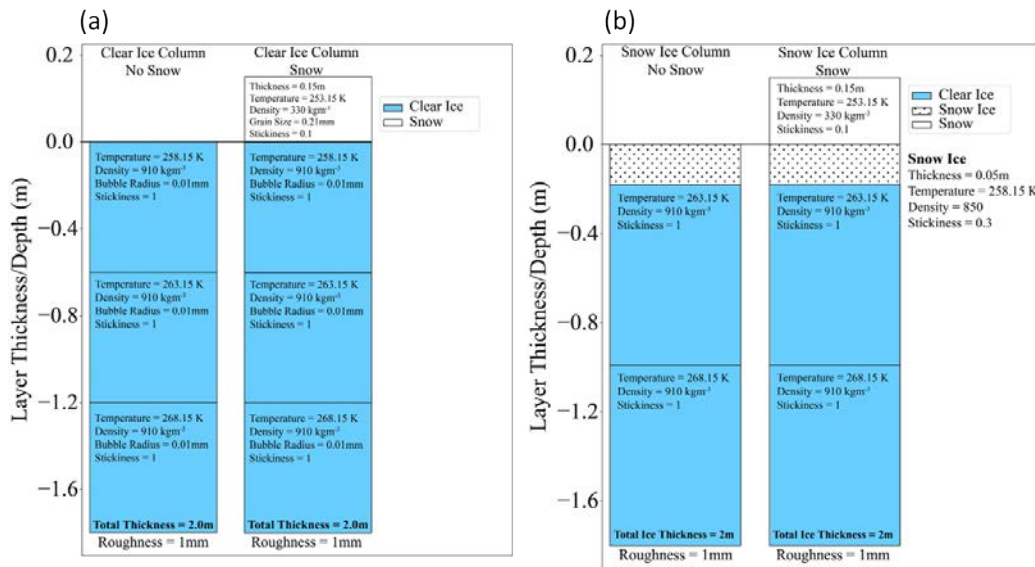 (a)
Clear Ice Column
No Snow
Clear Ice Column
Snow
0.2
0.0
−0.4
−0.8
−1.2
−1.6
Layer Thickness/Depth (m)
Thickness = 0.15m
Temperature = 253.15 K
Density = 330 kgm⁻³
Grain Size = 0.21mm
Stickiness = 0.1
Clear Ice
Snow
Temperature = 258.15 K
Density = 910 kgm⁻³
Bubble Radius = 0.01mm
Stickiness = 1
Temperature = 263.15 K
Density = 910 kgm⁻³
Bubble Radius = 0.01mm
Stickiness = 1
Temperature = 268.15 K
Density = 910 kgm⁻³
Bubble Radius = 0.01mm
Stickiness = 1
Total Thickness = 2.0m
Roughness = 1mm
Temperature = 258.15 K
Density = 910 kgm⁻³
Bubble Radius = 0.01mm
Stickiness = 1
Temperature = 263.15 K
Density = 910 kgm⁻³
Bubble Radius = 0.01mm
Stickiness = 1
Temperature = 268.15 K
Density = 910 kgm⁻³
Bubble Radius = 0.01mm
Stickiness = 1
Total Thickness = 2.0m
Roughness = 1mm
(b)
Snow Ice Column
No Snow
Snow Ice Column
Snow
0.2
0.0
−0.4
−0.8
−1.2
−1.6
Layer Thickness/Depth (m)
Thickness = 0.15m
Temperature = 253.15 K
Density = 330 kgm⁻³
Stickiness = 0.1
Clear Ice
Snow Ice
Snow
Snow Ice
Thickness = 0.05m
Temperature = 258.15 K
Density = 850
Stickiness = 0.3
Temperature = 263.15 K
Density = 910 kgm⁻³
Stickiness = 1
Temperature = 268.15 K
Density = 910 kgm⁻³
Stickiness = 1
Total Ice Thickness = 2m
Roughness = 1mm
Temperature = 263.15 K
Density = 910 kgm⁻³
Stickiness = 1
Temperature = 268.15 K
Density = 910 kgm⁻³
Stickiness = 1
Total Ice Thickness = 2m
Roughness = 1mm